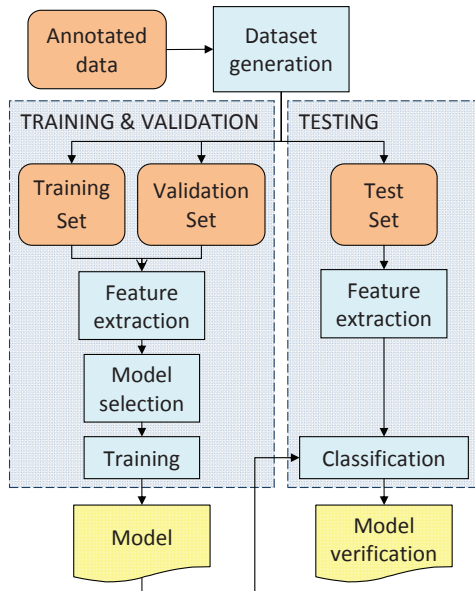 Annotated
data
Dataset
generation
TRAINING & VALIDATION
TESTING
Training
Set
Validation
Set
Test
Set
Feature
extraction
Feature
extraction
Model
selection
Training
Classification
Model
Model
verification